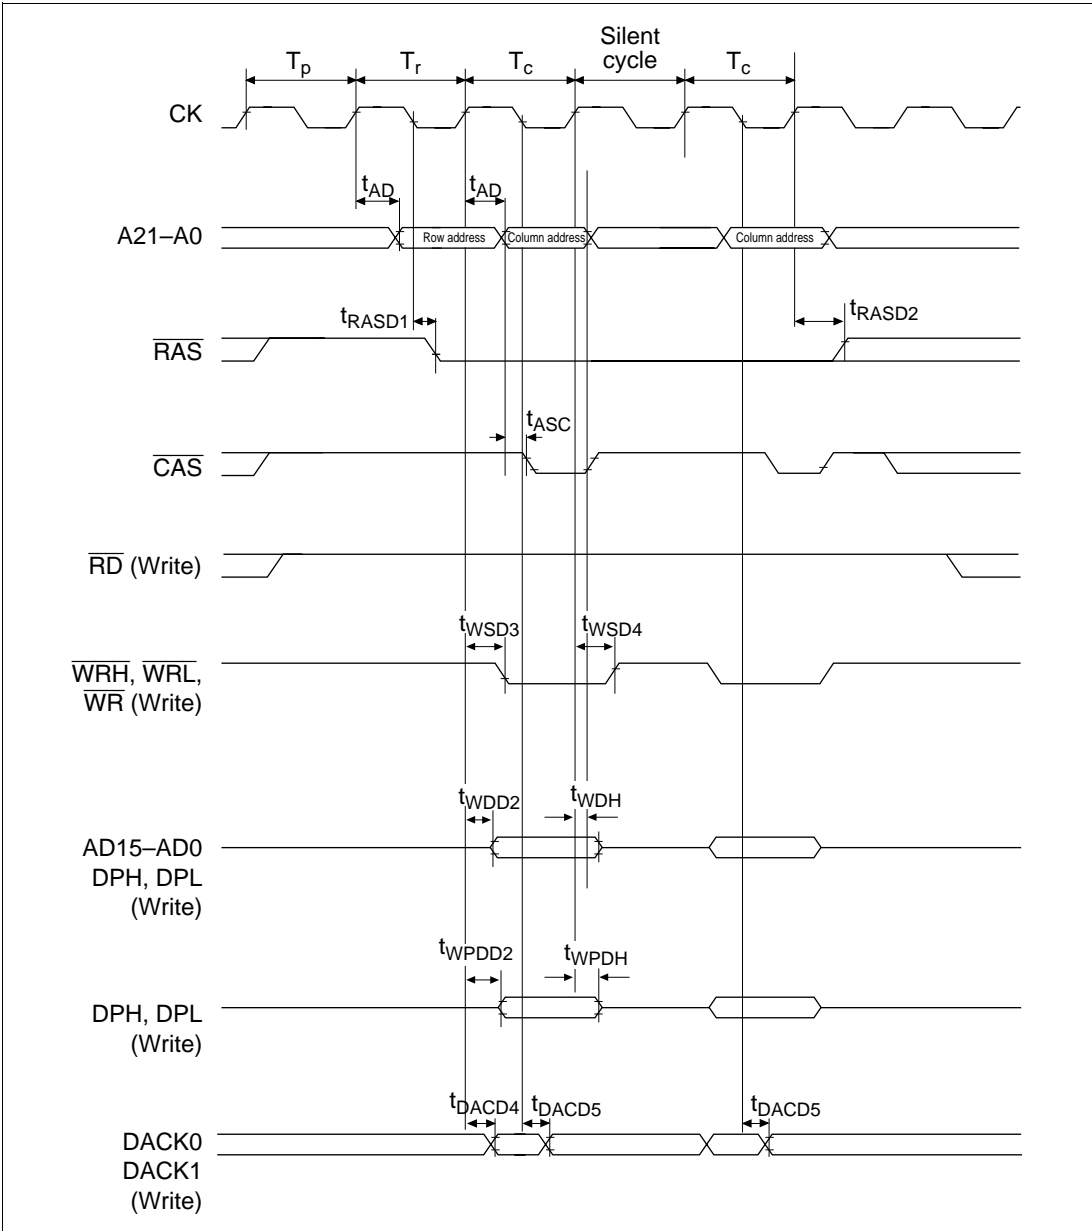 Silent
cycle
Tp Tr Tc Tc
CK
tAD tAD
A21–A0
Row address Column address Column address
tRASD1 tRASD2
RAS
tASC
CAS
RD (Write)
tWSD3 tWSD4
WRH, WRL,
WR (Write)
tWDD2 tWDH
AD15–AD0
DPH, DPL
(Write)
tWPDD2 tWPDH
DPH, DPL
(Write)
tDACD4 tDACD5 tDACD5
DACK0
DACK1
(Write)